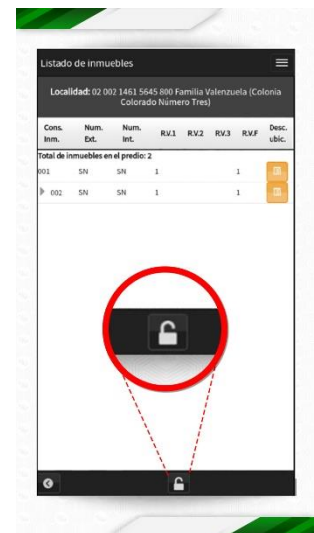 Listado de inmuebles
Localidad: 02 002 1461 5645 800 Familia Valenzuela (Colonia
Colorado Número Tres)
Cons. Inm. Num. Ext. Num. Int. R.V.1 R.V.2 R.V.3 R.V.F Desc. ubic.
Total de inmuebles en el predio: 2
001 SN SN 1 1
002 SN SN 1 1